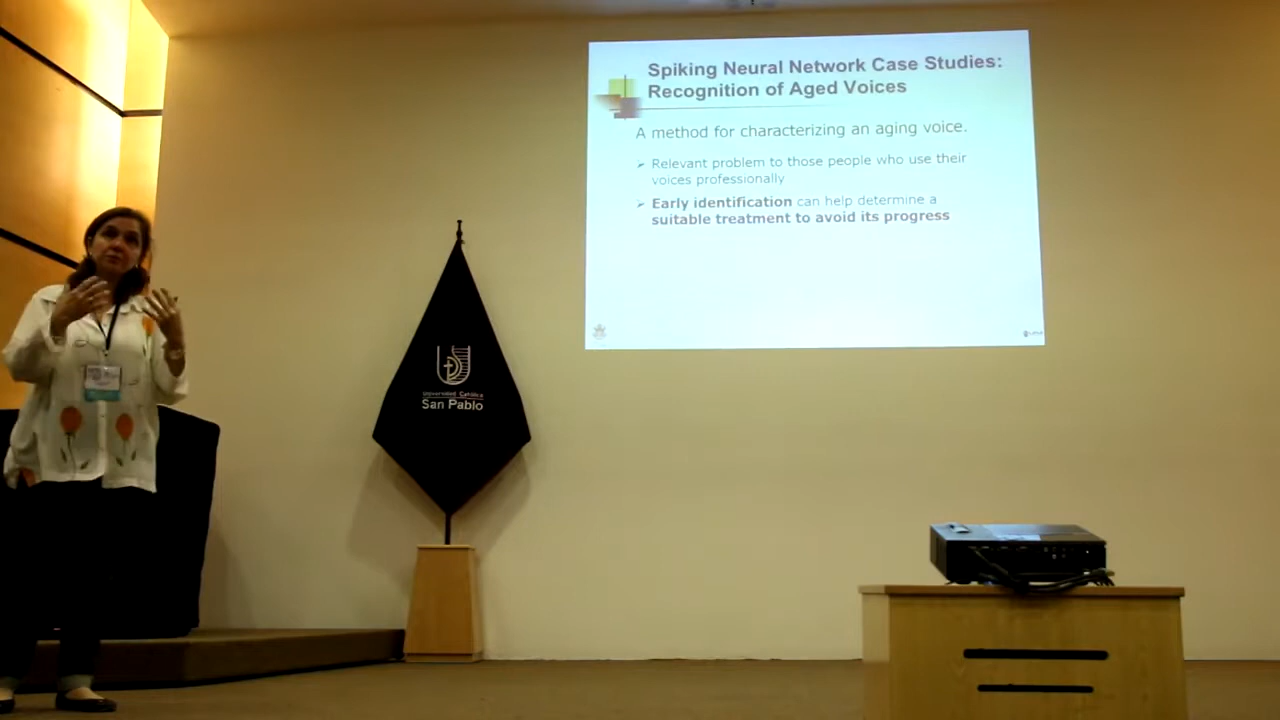 Spiking Neural Network Case Studies:
Recognition of Aged Voices
A method for characterizing an aging voice.
Relevant problem to those people who use their
voices professionally
Early identification can help determine a
suitable treatment to avoid its progress
Universidad Católica
San Pablo